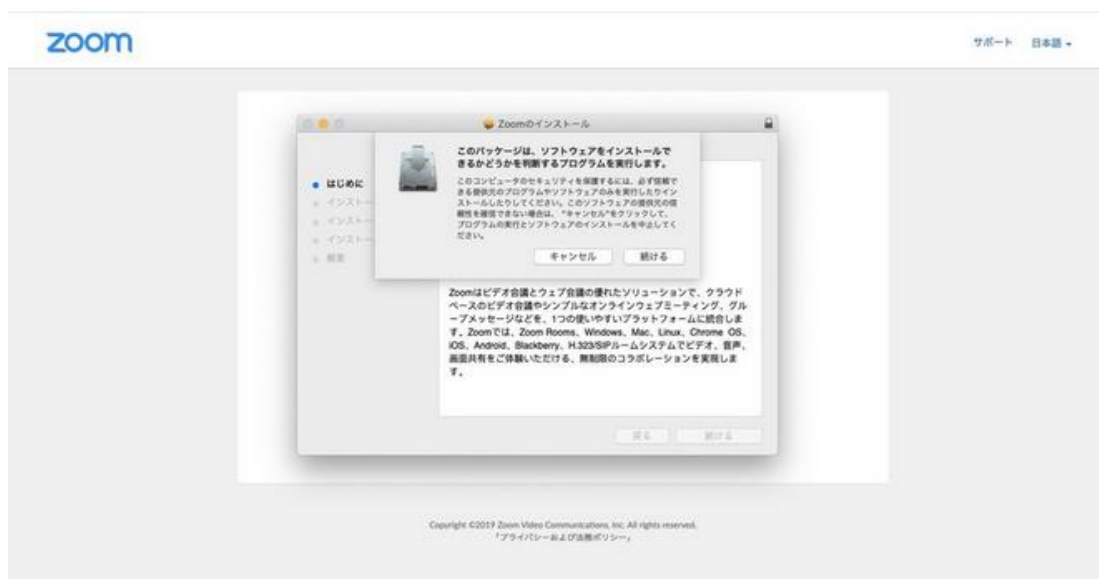 zoom
サポート 日本語
Zoomのインストール
このパッケージは、ソフトウェアをインストールで
きるかどうかを判断するプログラムを実行します。
このコンピュータのセキュリティを保護するには、必ず信頼で
きる提供元のプログラムやソフトウェアのみを実行したりイン
ストールしたりしてください。このソフトウェアの提供元の信
頼性を確信できない場合は、"キャンセル"をクリックして、
プログラムの実行とソフトウェアのインストールを中止してく
ださい。
キャンセル 続ける
はじめに
インストー
インストー
インストー
概要
Zoomはビデオ会議とウェブ会議の優れたソリューションで、クラウド
ベースのビデオ会議やシンプルなオンラインウェブミーティング、グル
ープメッセージなどを、1つの使いやすいプラットフォームに統合しま
す。Zoomでは、Zoom Rooms、Windows、Mac、Linux、Chrome OS、
iOS、Android、Blackberry、H.323/SIPルームシステムでビデオ、音声、
画面共有をご体験いただける、無制限のコラボレーションを実現しま
す。
戻る 続ける
Copyright ©2019 Zoom Video Communications, Inc. All rights reserved.
「プライバシーおよび法務ポリシー」